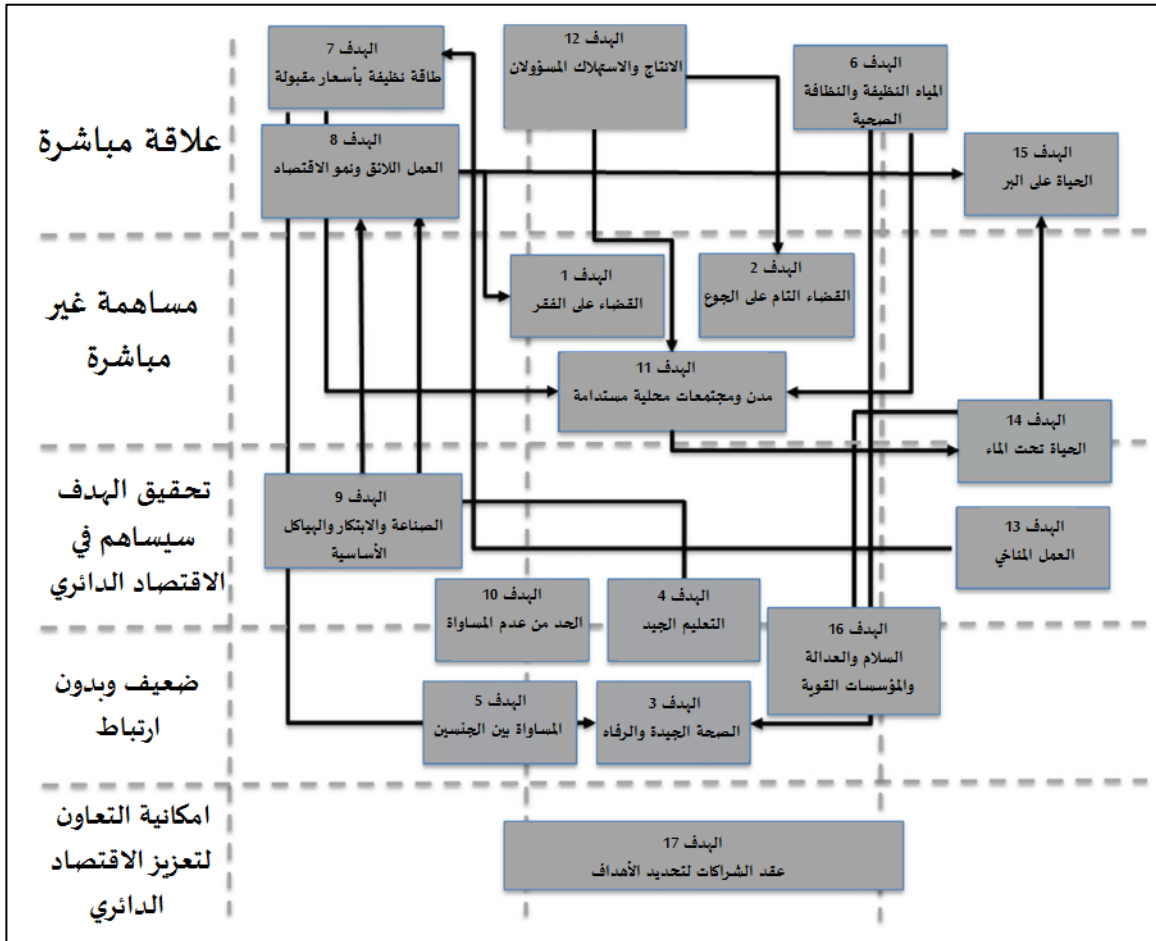 علاقة مباشرة
الهدف 7
طاقة نظيفة بأسعار مقبولة
الهدف 12
الانتاج والاستهلاك المسؤولان
الهدف 6
المياه النظيفة والنظافة
الصحية
الهدف 8
العمل اللائق ونمو الاقتصاد
الهدف 15
الحياة على البر
مساهمة غير
مباشرة
الهدف 1
القضاء على الفقر
الهدف 2
القضاء التام على الجوع
الهدف 11
مدن ومجتمعات محلية مستدامة
الهدف 14
الحياة تحت الماء
تحقيق الهدف
سيساهم في
الاقتصاد الدائري
الهدف 9
الصناعة والابتكار والهياكل
الأساسية
الهدف 13
العمل المناخي
الهدف 10
الحد من عدم المساواة
الهدف 4
التعليم الجيد
الهدف 16
السلام والعدالة
والمؤسسات القوية
ضعيف وبدون
ارتباط
الهدف 5
المساواة بين الجنسين
الهدف 3
الصحة الجيدة والرفاه
امكانية التعاون
لتعزيز الاقتصاد
الدائري
الهدف 17
عقد الشراكات لتحديد الأهداف